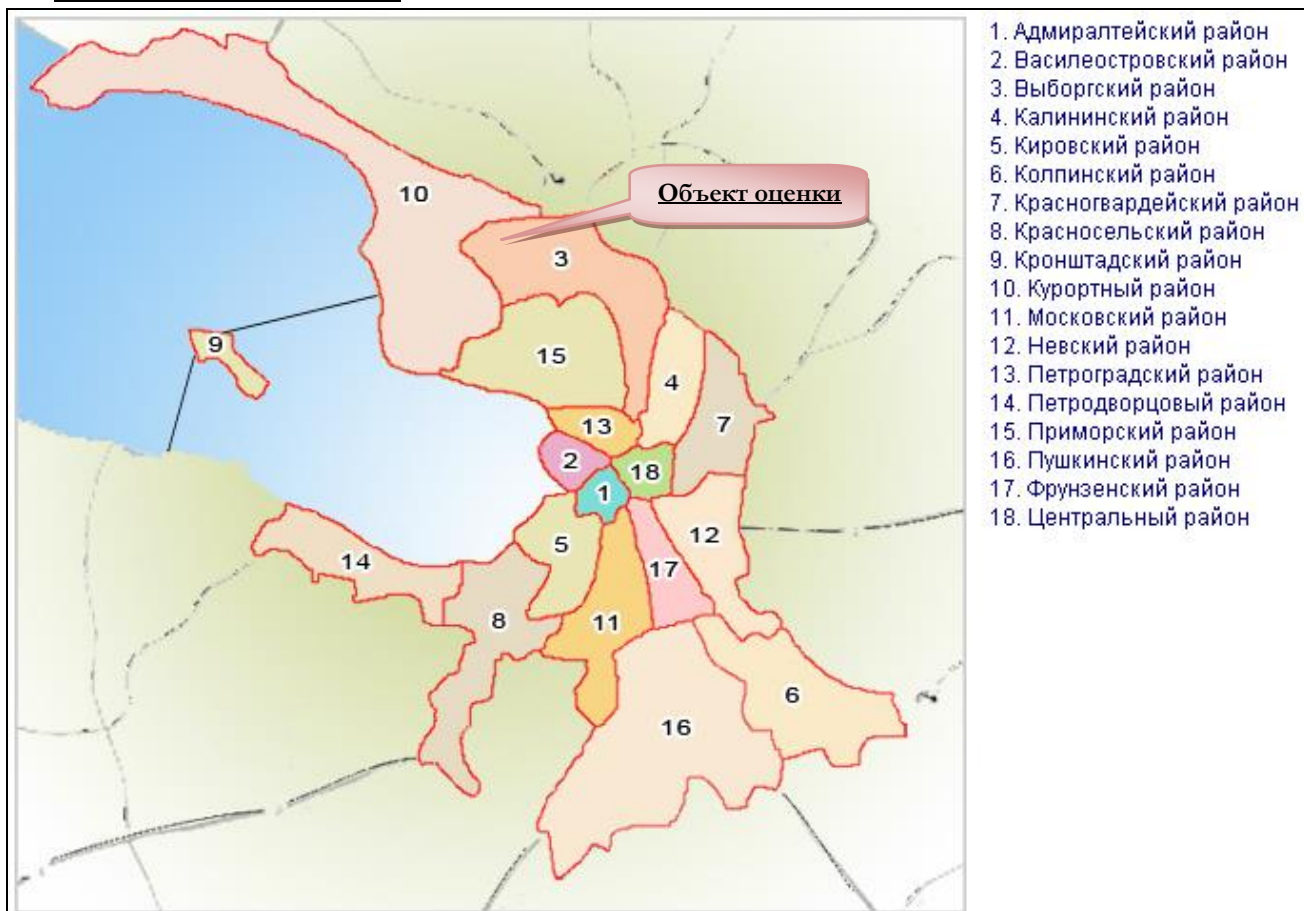 1. Адмиралтейский район
2. Василеостровский район
3. Выборгский район
4. Калининский район
5. Кировский район
6. Колпинский район
7. Красногвардейский район
8. Красносельский район
9. Кронштадский район
10. Курортный район
11. Московский район
12. Невский район
13. Петроградский район
14. Петродворцовый район
15. Приморский район
16. Пушкинский район
17. Фрунзенский район
18. Центральный район
Объект оценки
10
3
9
15
4
7
13
2
18
1
12
5
14
17
8
11
6
16